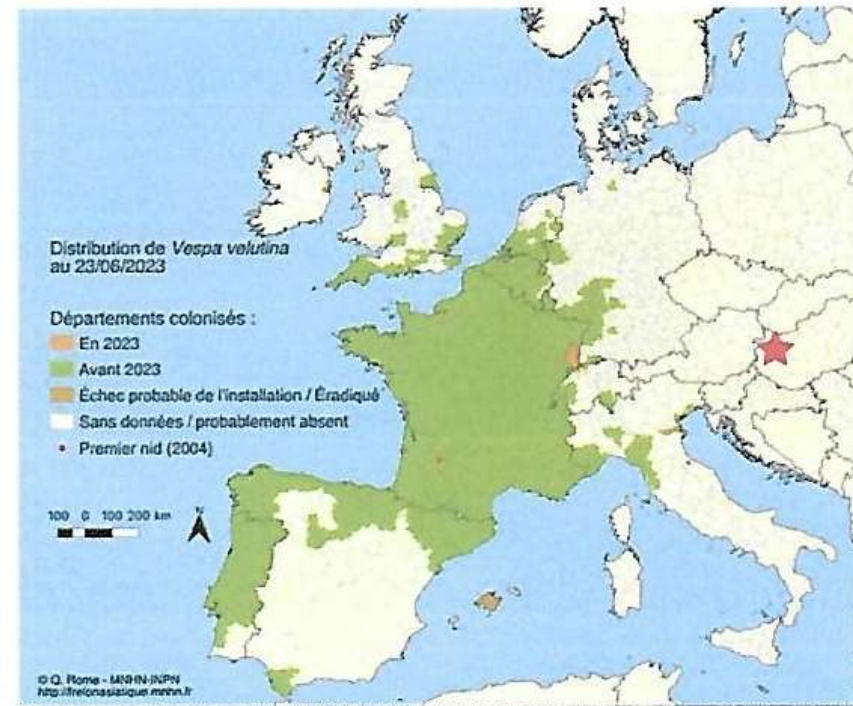 Distribution de Vespa velutina
au 23/06/2023
Départements colonisés :
En 2023
Avant 2023
Échec probable de l'installation / Éradiqué
Sans données / probablement absent
Premier nid (2004)
100 0 100 200 km
N
© Q. Rome - MNHN-INPN
http://frelonasiatique.mnhn.fr